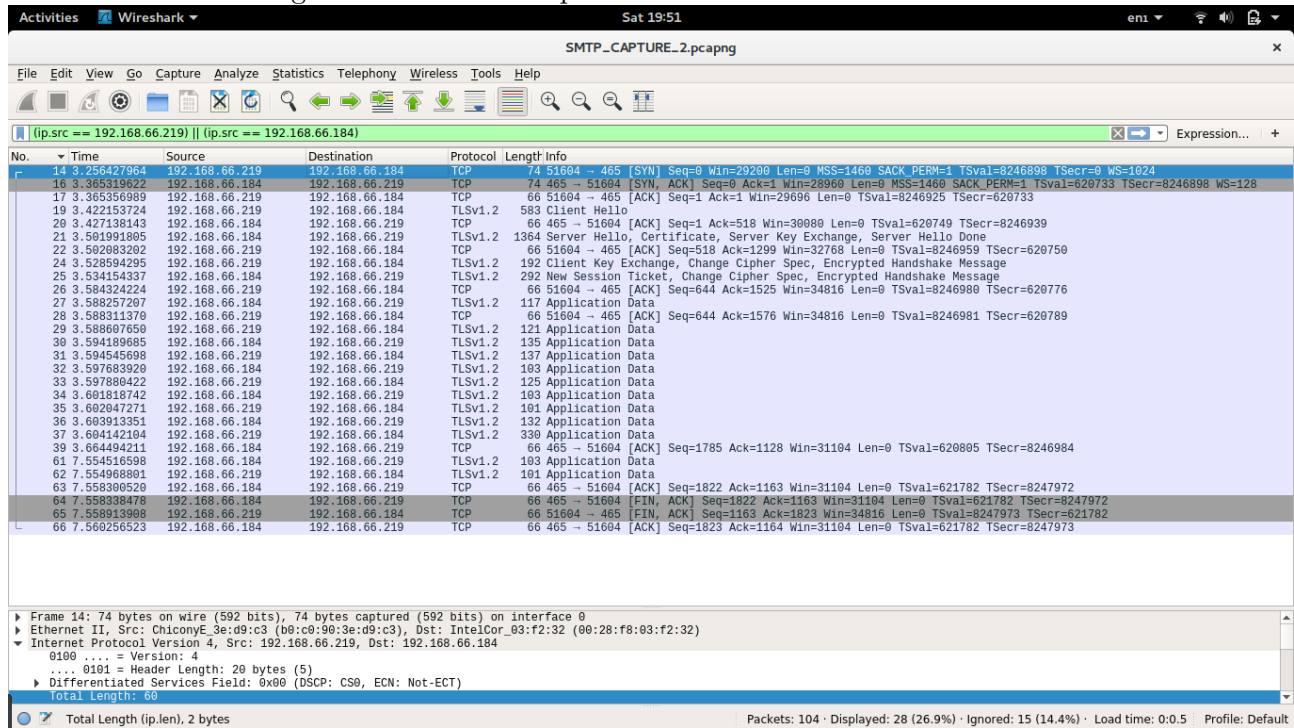 Activities Wireshark Sat 19:51 en1
SMTP_CAPTURE_2.pcapng
File Edit View Go Capture Analyze Statistics Telephony Wireless Tools Help
(ip.src == 192.168.66.219) || (ip.src == 192.168.66.184) Expression... +
No. Time Source Destination Protocol Length Info
14 3.256427964 192.168.66.219 192.168.66.184 TCP 74 51604 → 465 [SYN] Seq=0 Win=29200 Len=0 MSS=1460 SACK_PERM=1 TSval=8246898 TSecr=0 WS=1024
16 3.365319622 192.168.66.184 192.168.66.219 TCP 74 465 → 51604 [SYN, ACK] Seq=0 Ack=1 Win=28960 Len=0 MSS=1460 SACK_PERM=1 TSval=620733 TSecr=8246898 WS=128
17 3.365356989 192.168.66.219 192.168.66.184 TCP 66 51604 → 465 [ACK] Seq=1 Ack=1 Win=29696 Len=0 TSval=8246925 TSecr=620733
19 3.422153724 192.168.66.219 192.168.66.184 TLSv1.2 583 Client Hello
20 3.427138143 192.168.66.184 192.168.66.219 TCP 66 465 → 51604 [ACK] Seq=1 Ack=518 Win=30080 Len=0 TSval=620749 TSecr=8246939
21 3.501991805 192.168.66.184 192.168.66.219 TLSv1.2 1364 Server Hello, Certificate, Server Key Exchange, Server Hello Done
22 3.502083202 192.168.66.219 192.168.66.184 TCP 66 51604 → 465 [ACK] Seq=518 Ack=1299 Win=32768 Len=0 TSval=8246959 TSecr=620750
24 3.528594295 192.168.66.219 192.168.66.184 TLSv1.2 192 Client Key Exchange, Change Cipher Spec, Encrypted Handshake Message
25 3.534154337 192.168.66.184 192.168.66.219 TLSv1.2 292 New Session Ticket, Change Cipher Spec, Encrypted Handshake Message
26 3.584324224 192.168.66.219 192.168.66.184 TCP 66 51604 → 465 [ACK] Seq=644 Ack=1525 Win=34816 Len=0 TSval=8246980 TSecr=620776
27 3.588257207 192.168.66.184 192.168.66.219 TLSv1.2 117 Application Data
28 3.588311370 192.168.66.219 192.168.66.184 TCP 66 51604 → 465 [ACK] Seq=644 Ack=1576 Win=34816 Len=0 TSval=8246981 TSecr=620789
29 3.588607650 192.168.66.219 192.168.66.184 TLSv1.2 121 Application Data
30 3.594189685 192.168.66.184 192.168.66.219 TLSv1.2 135 Application Data
31 3.594545698 192.168.66.219 192.168.66.184 TLSv1.2 137 Application Data
32 3.597683920 192.168.66.184 192.168.66.219 TLSv1.2 103 Application Data
33 3.597880422 192.168.66.219 192.168.66.184 TLSv1.2 125 Application Data
34 3.601818742 192.168.66.184 192.168.66.219 TLSv1.2 103 Application Data
35 3.602047271 192.168.66.219 192.168.66.184 TLSv1.2 101 Application Data
36 3.603913351 192.168.66.184 192.168.66.219 TLSv1.2 132 Application Data
37 3.604142104 192.168.66.219 192.168.66.184 TLSv1.2 330 Application Data
39 3.664494211 192.168.66.184 192.168.66.219 TCP 66 465 → 51604 [ACK] Seq=1785 Ack=1128 Win=31104 Len=0 TSval=620805 TSecr=8246984
61 7.554516598 192.168.66.184 192.168.66.219 TLSv1.2 103 Application Data
62 7.554968801 192.168.66.219 192.168.66.184 TLSv1.2 101 Application Data
63 7.558300520 192.168.66.184 192.168.66.219 TCP 66 465 → 51604 [ACK] Seq=1822 Ack=1163 Win=31104 Len=0 TSval=621782 TSecr=8247972
64 7.558338478 192.168.66.184 192.168.66.219 TCP 66 465 → 51604 [FIN, ACK] Seq=1822 Ack=1163 Win=31104 Len=0 TSval=621782 TSecr=8247972
65 7.558913908 192.168.66.219 192.168.66.184 TCP 66 51604 → 465 [FIN, ACK] Seq=1163 Ack=1823 Win=34816 Len=0 TSval=8247973 TSecr=621782
66 7.560256523 192.168.66.184 192.168.66.219 TCP 66 465 → 51604 [ACK] Seq=1823 Ack=1164 Win=31104 Len=0 TSval=621782 TSecr=8247973
Frame 14: 74 bytes on wire (592 bits), 74 bytes captured (592 bits) on interface 0
Ethernet II, Src: ChiconyE_3e:d9:c3 (b0:c0:90:3e:d9:c3), Dst: IntelCor_03:f2:32 (00:28:f8:03:f2:32)
Internet Protocol Version 4, Src: 192.168.66.219, Dst: 192.168.66.184
0100 .... = Version: 4
.... 0101 = Header Length: 20 bytes (5)
Differentiated Services Field: 0x00 (DSCP: CS0, ECN: Not-ECT)
Total Length: 60
Total Length (ip.len), 2 bytes Packets: 104 · Displayed: 28 (26.9%) · Ignored: 15 (14.4%) · Load time: 0:0.5 Profile: Default